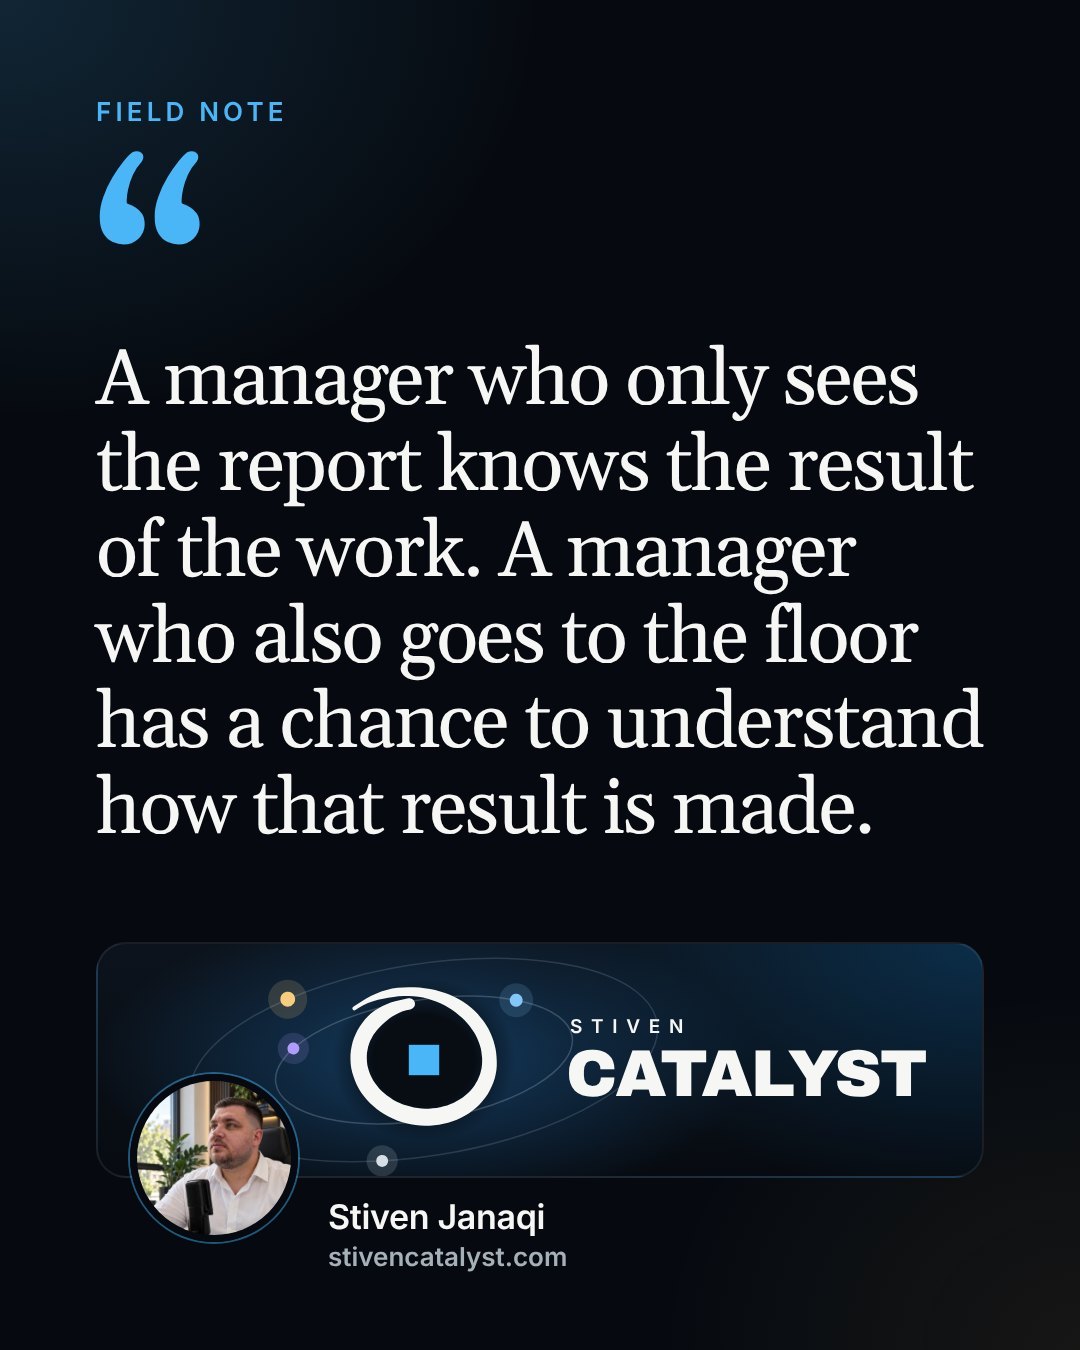 FIELD NOTE
“
A manager who only sees
the report knows the result
of the work. A manager
who also goes to the floor
has a chance to understand
how that result is made.
STIVEN
CATALYST
Stiven Janaqi
stivencatalyst.com